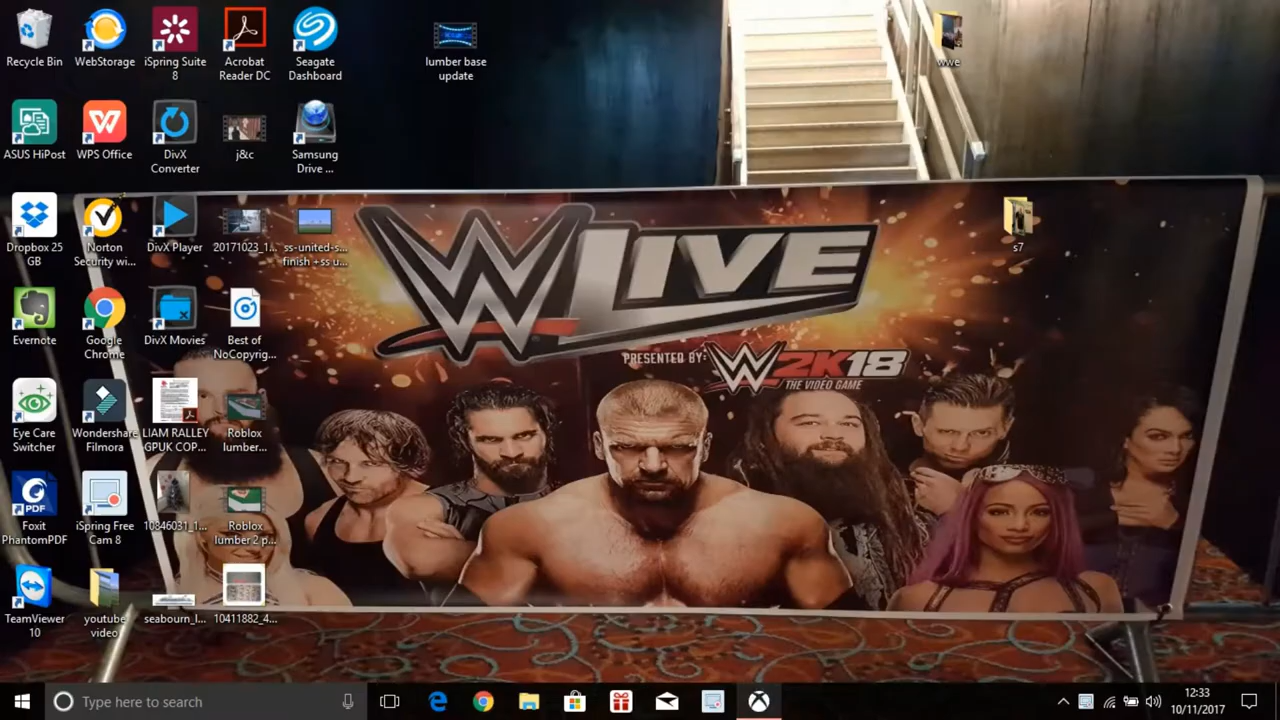 Recycle Bin
WebStorage
iSpring Suite
8
Acrobat
Reader DC
Seagate
Dashboard
lumber base
update
wwe
ASUS HiPost
WPS Office
DivX
Converter
j&c
Samsung
Drive ...
Dropbox 25
GB
Norton
Security wi...
DivX Player
20171023_1...
ss-united-s...
finish +ss u...
s7
Evernote
Google
Chrome
DivX Movies
Best of
NoCopyrig...
Eye Care
Switcher
Wondershare
Filmora
LIAM RALLEY
GPUK COP...
Roblox
lumber...
Foxit
PhantomPDF
iSpring Free
Cam 8
10846031_1...
Roblox
lumber 2 p...
TeamViewer
10
youtube
video
seabourn_l...
10411882_4...
W LIVE
PRESENTED BY: W2K18
THE VIDEO GAME
Type here to search
12:33
10/11/2017